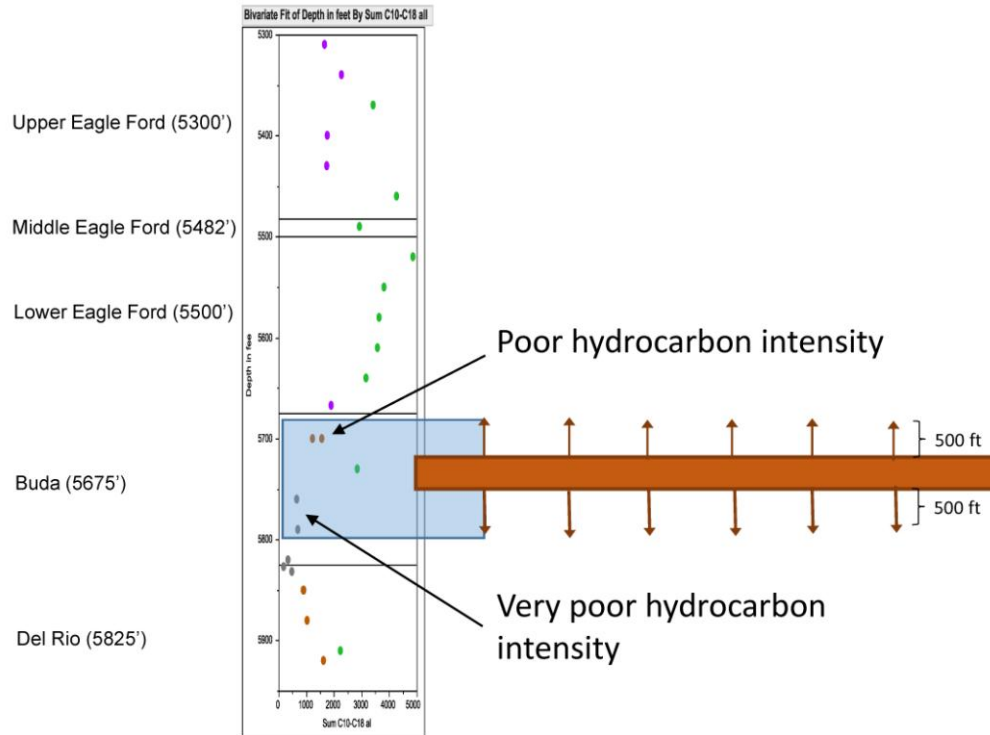 Bivariate Fit of Depth in feet By Sum C10-C18 all
5300
Upper Eagle Ford (5300')
5400
Middle Eagle Ford (5482')
5500
Lower Eagle Ford (5500')
Depth in fee
5600
Poor hydrocarbon intensity
5700
500 ft
Buda (5675')
500 ft
5800
Very poor hydrocarbon
intensity
Del Rio (5825')
5900
0 1000 2000 3000 4000 5000
Sum C10-C18 al